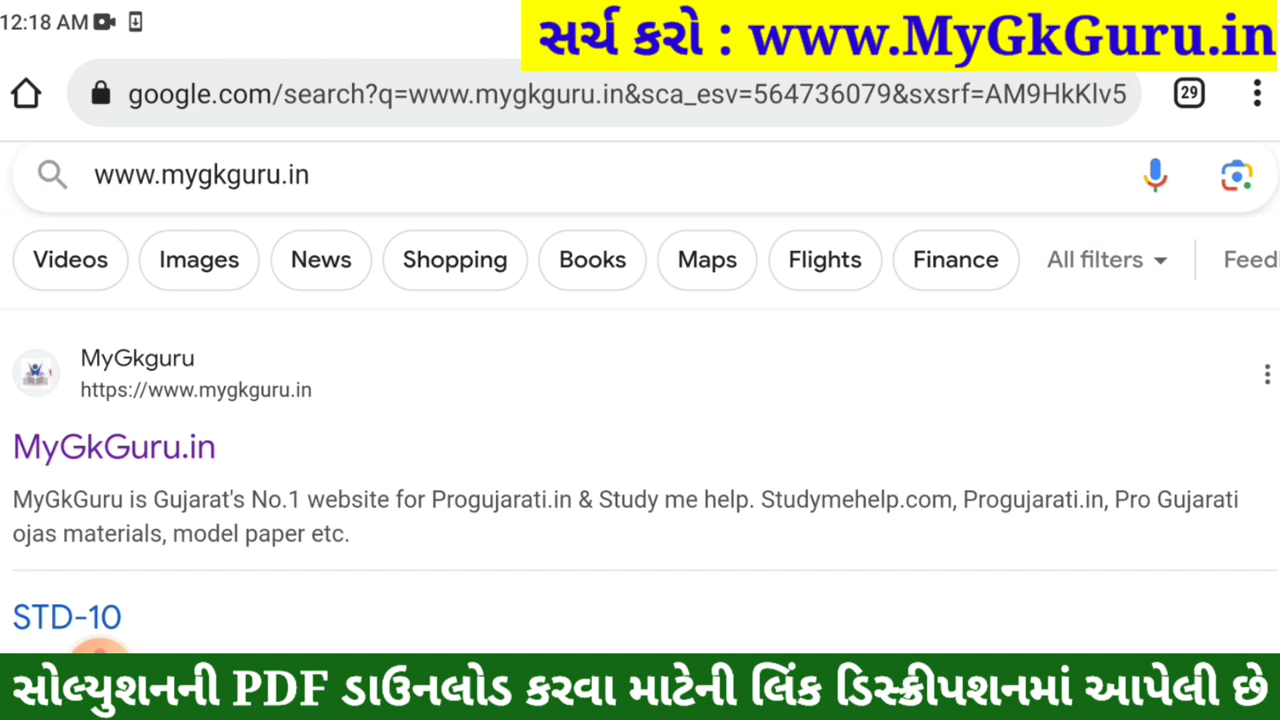 12:18 AM
સર્ચ કરો : www.MyGkGuru.in
google.com/search?q=www.mygkguru.in&sca_esv=564736079&sxsrf=AM9HkKlv5
29
www.mygkguru.in
Videos Images News Shopping Books Maps Flights Finance All filters Feed
MyGkguru
https://www.mygkguru.in
MyGkGuru.in
MyGkGuru is Gujarat's No.1 website for Progujarati.in & Study me help. Studymehelp.com, Progujarati.in, Pro Gujarati
ojas materials, model paper etc.
STD-10
સોલ્યુશનની PDF ડાઉનલોડ કરવા માટેની લિંક ડિસ્ક્રીપશનમાં આપેલી છે